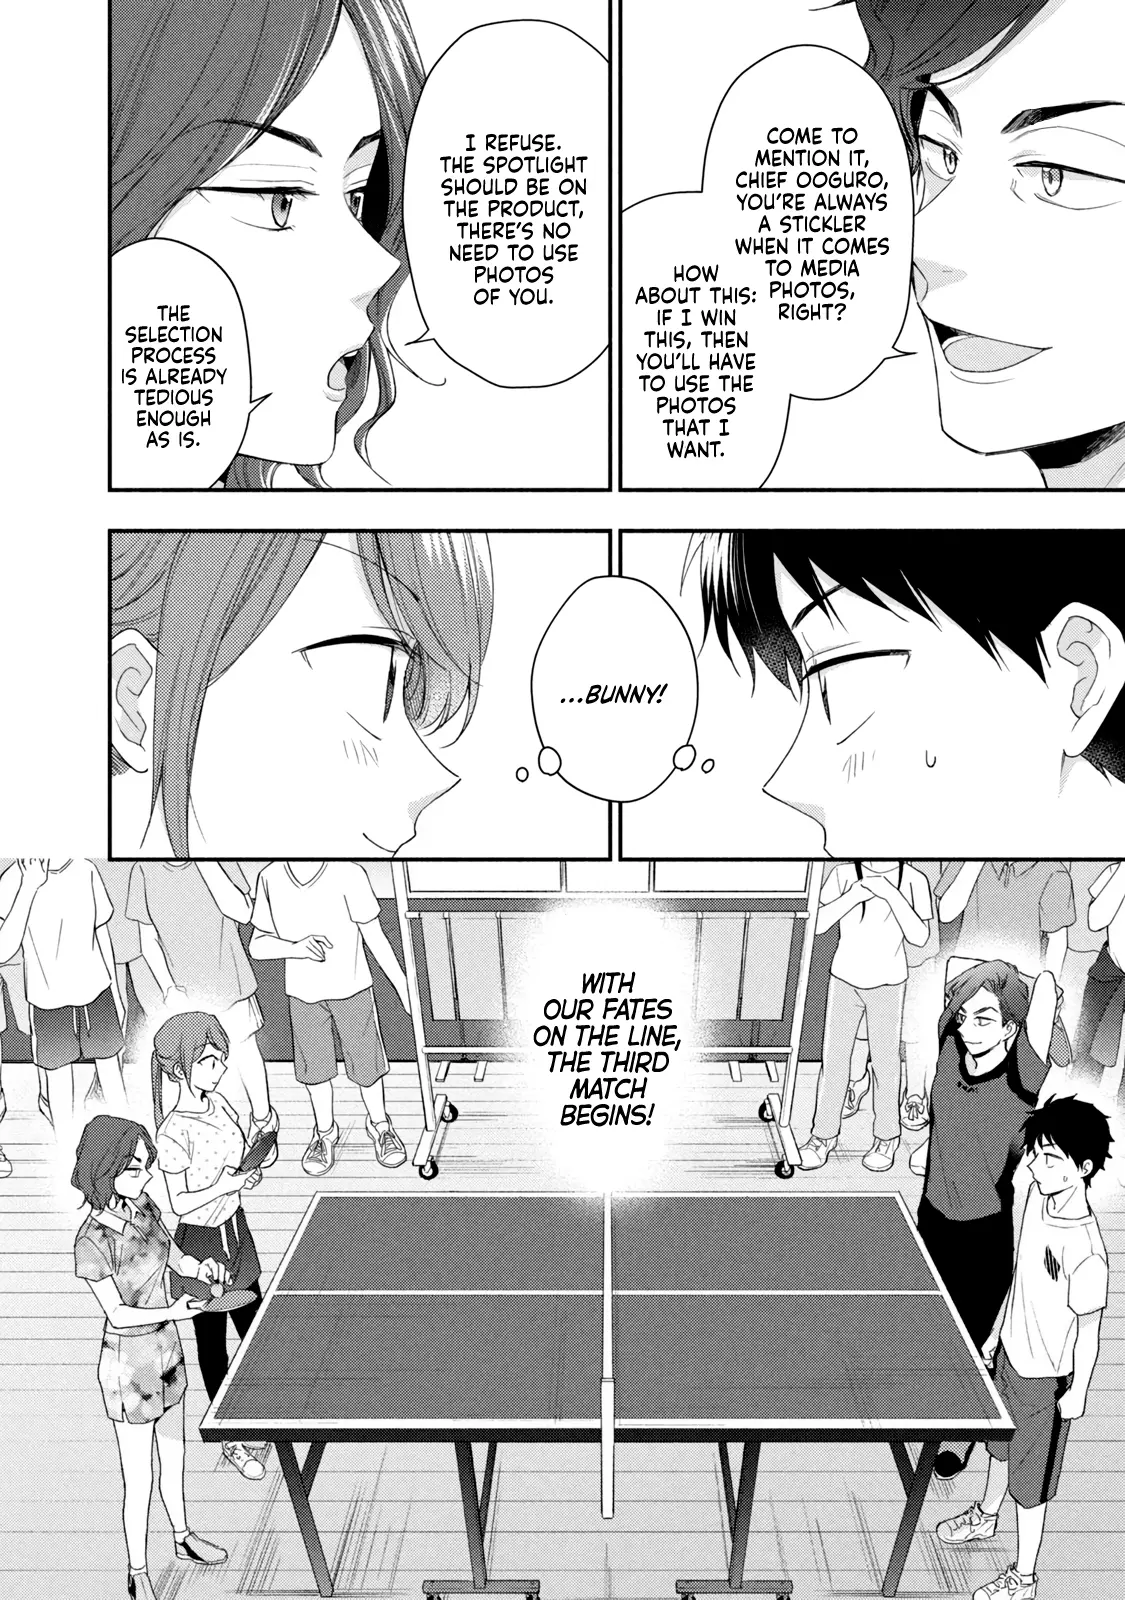 COME TO
MENTION IT,
CHIEF OOGURO,
YOU'RE ALWAYS
A STICKLER
WHEN IT COMES
TO MEDIA
PHOTOS,
RIGHT?
HOW
ABOUT THIS:
IF I WIN
THIS, THEN
YOU'LL HAVE
TO USE THE
PHOTOS
THAT I
WANT.
I REFUSE.
THE SPOTLIGHT
SHOULD BE ON
THE PRODUCT,
THERE'S NO
NEED TO USE
PHOTOS
OF YOU.
THE
SELECTION
PROCESS
IS ALREADY
TEDIOUS
ENOUGH
AS IS.
...BUNNY!
WITH
OUR FATES
ON THE LINE,
THE THIRD
MATCH
BEGINS!